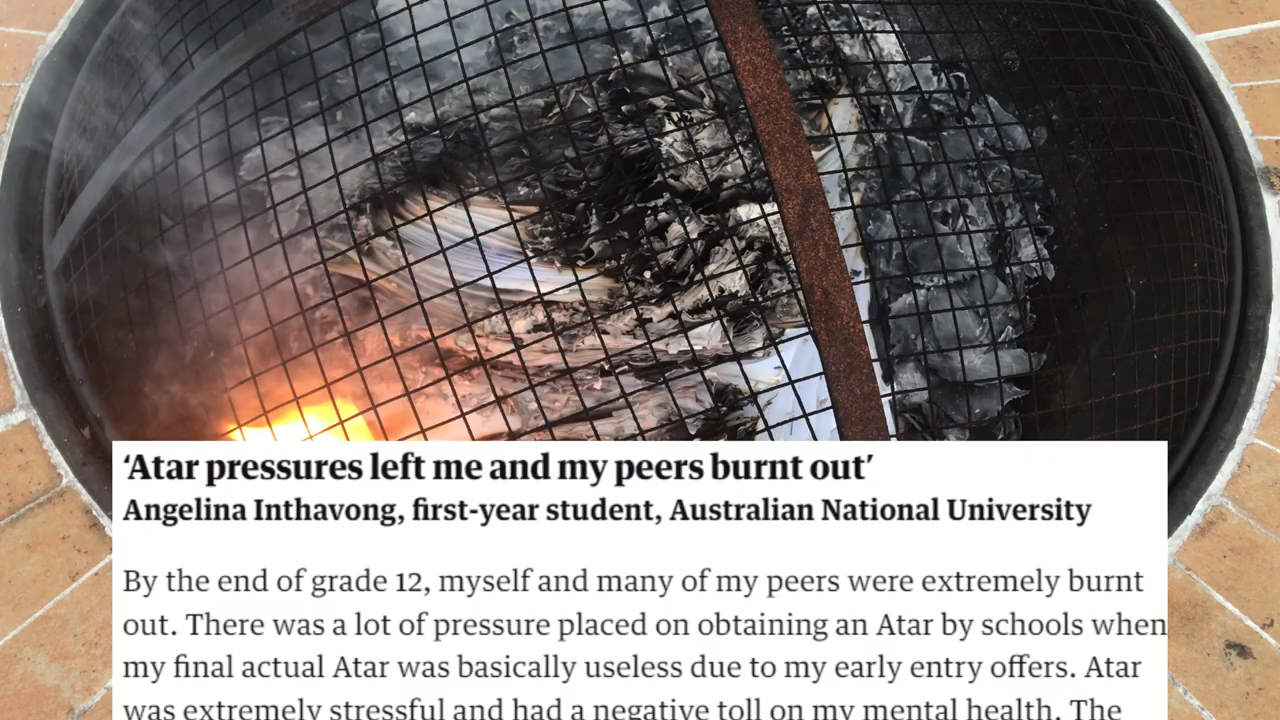 ‘Atar pressures left me and my peers burnt out’
Angelina Inthavong, first-year student, Australian National University
By the end of grade 12, myself and many of my peers were extremely burnt
out. There was a lot of pressure placed on obtaining an Atar by schools when
my final actual Atar was basically useless due to my early entry offers. Atar
was extremely stressful and had a negative toll on my mental health. The